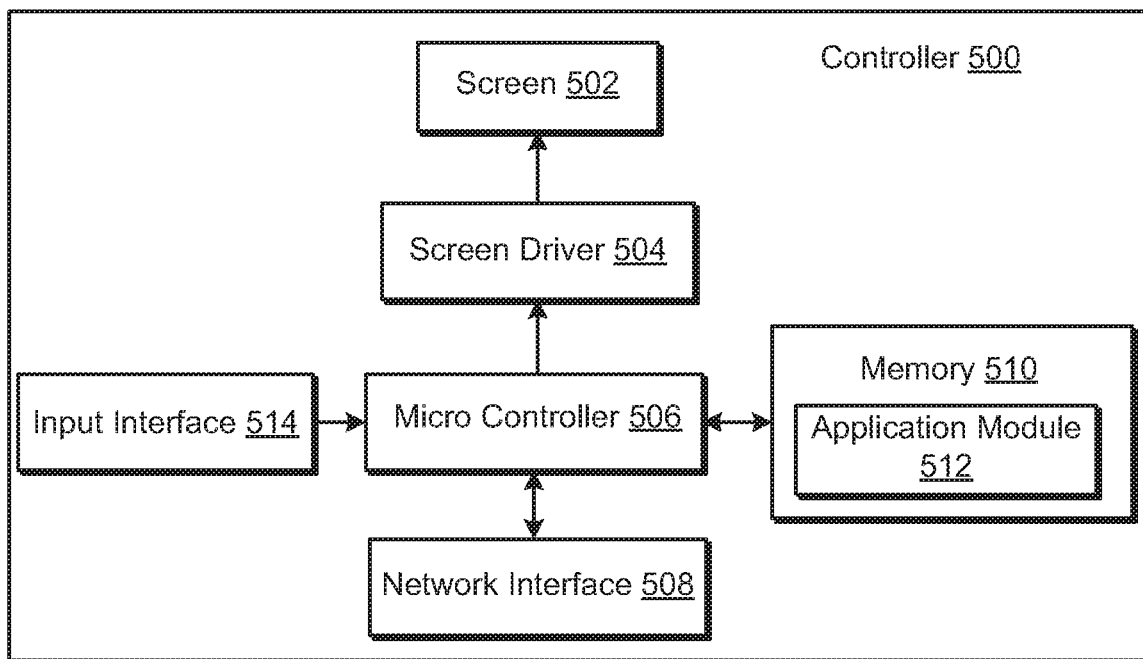 Controller 500
Screen 502
Screen Driver 504
Input Interface 514
Micro Controller 506
Memory 510
Application Module
512
Network Interface 508